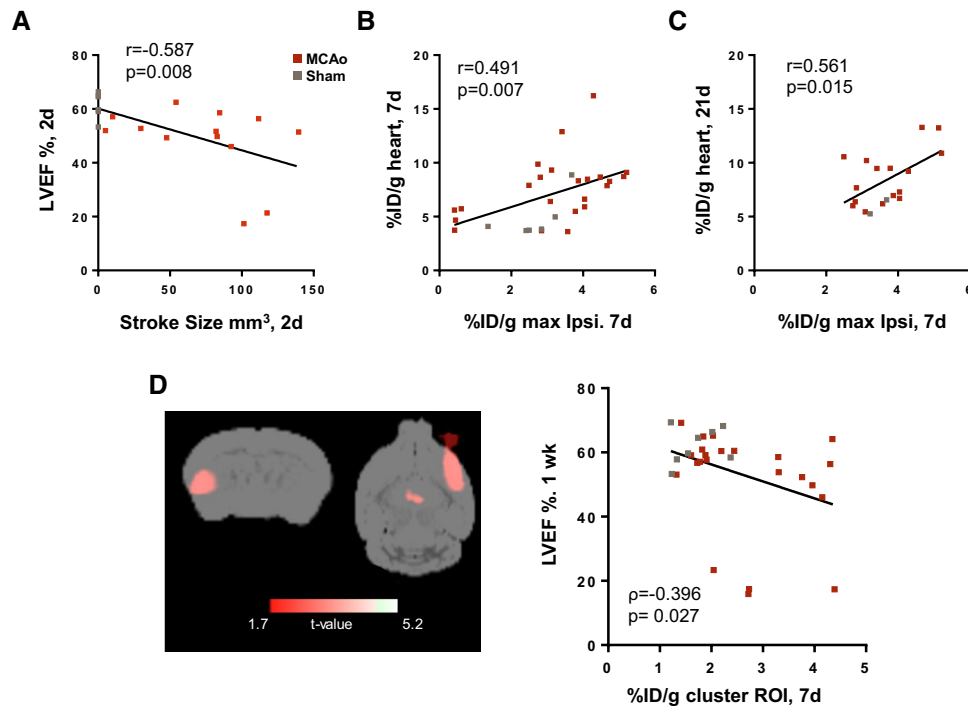 A
r=-0.587
p=0.008
MCAo
Sham
LVEF %, 2d
80
60
40
20
0
0 50 100 150
Stroke Size mm³, 2d
B
r=0.491
p=0.007
%ID/g heart, 7d
20
15
10
5
0
0 2 4 6
%ID/g max Ipsi. 7d
C
r=0.561
p=0.015
%ID/g heart, 21d
20
15
10
5
0
0 2 4 6
%ID/g max Ipsi, 7d
D
1.7 t-value 5.2
LVEF %. 1 wk
80
60
40
20
0
ρ=-0.396
p= 0.027
0 1 2 3 4 5
%ID/g cluster ROI, 7d